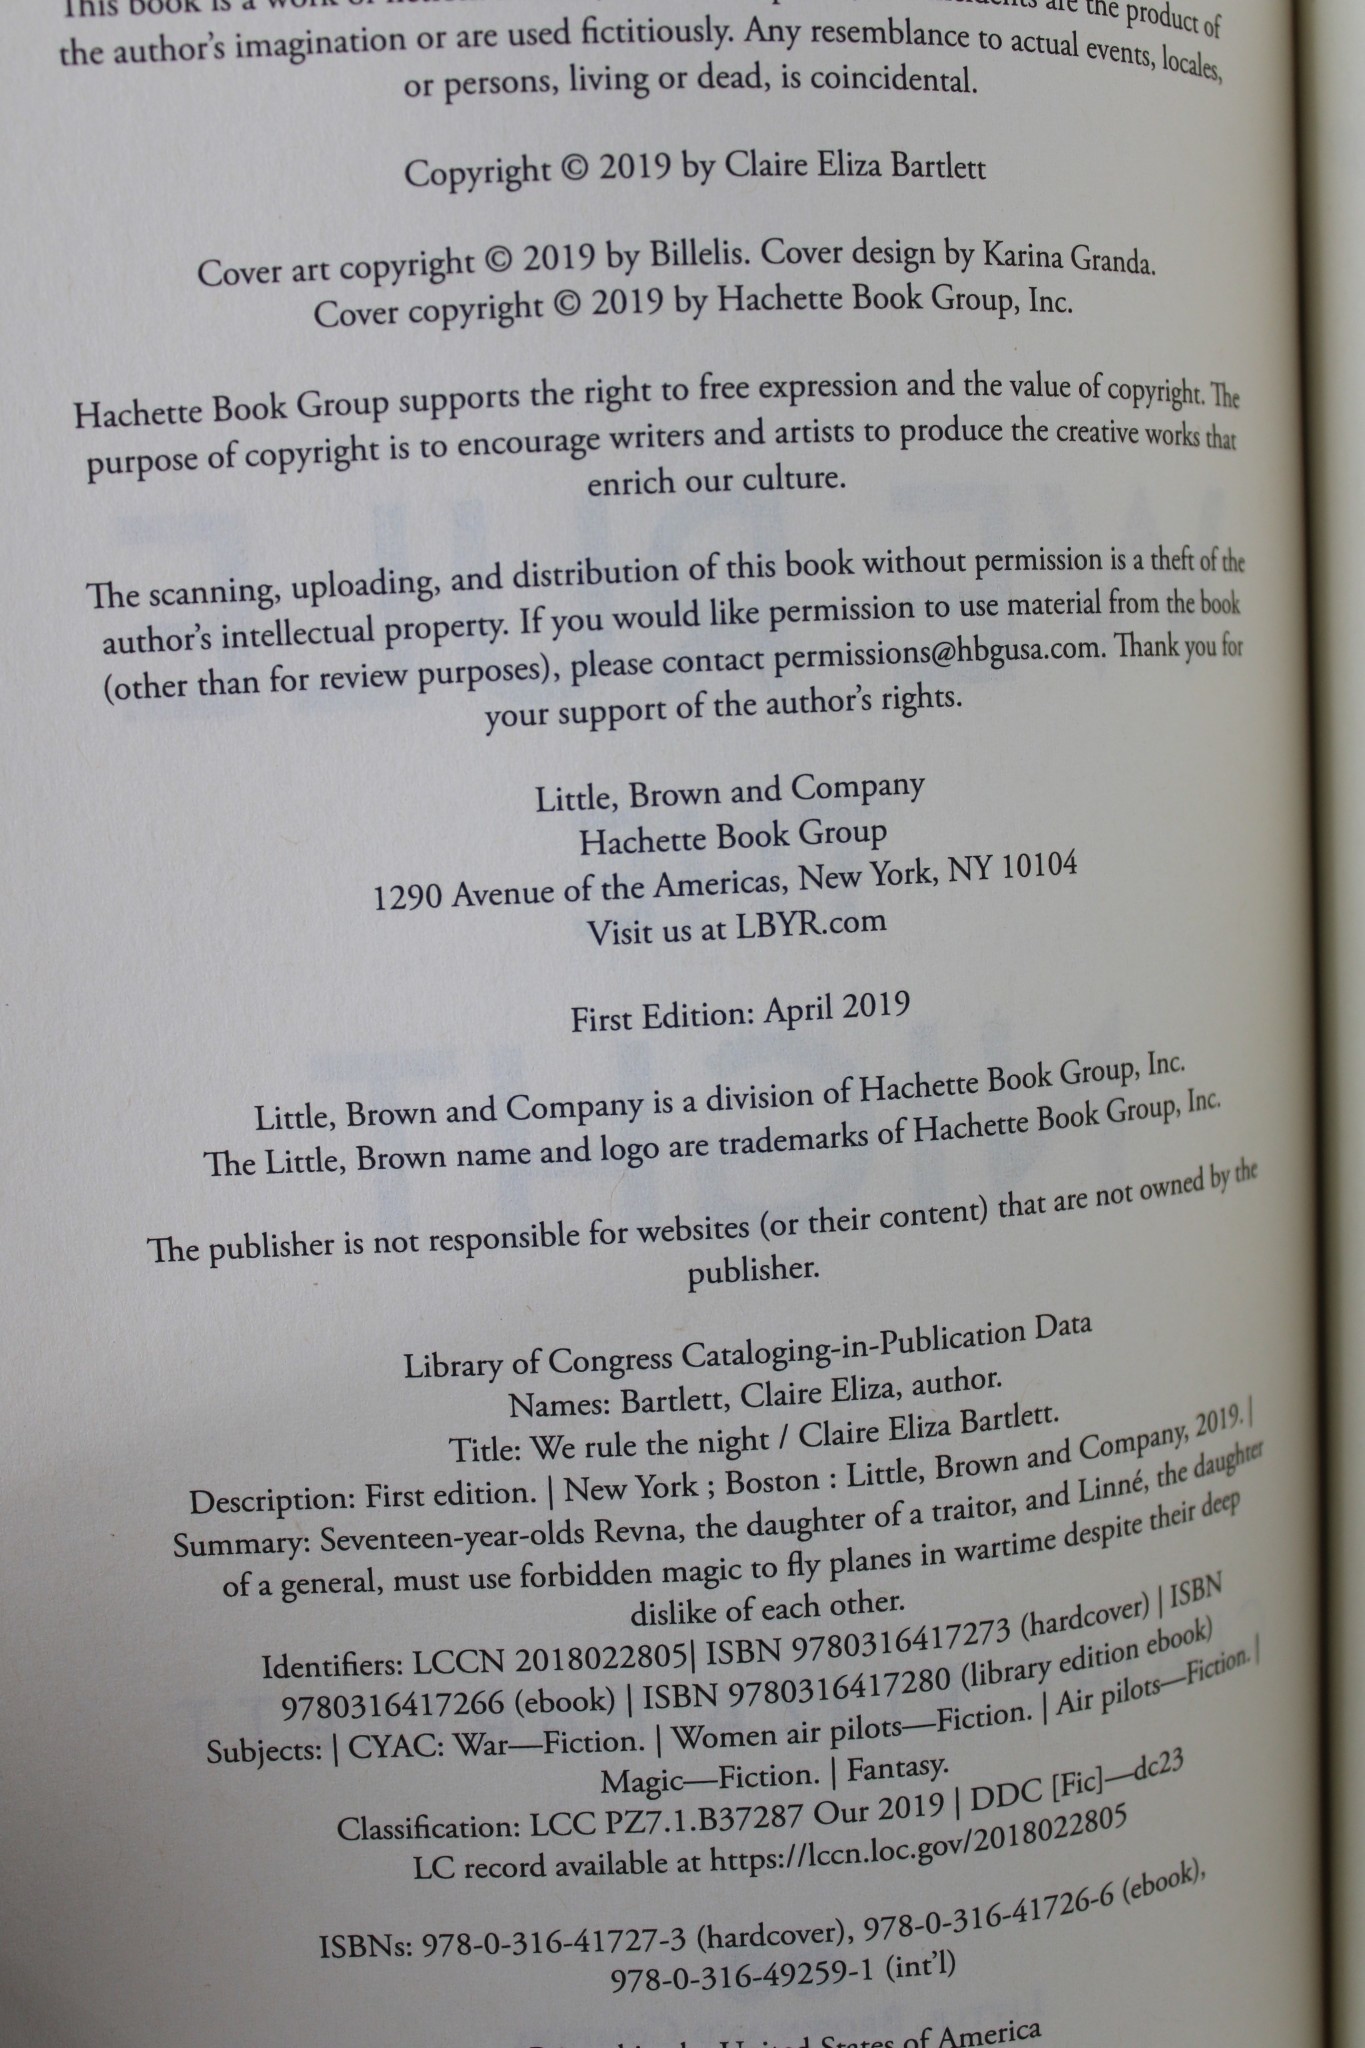 This book is a work of are the product of
the author's imagination or are used fictitiously. Any resemblance to actual events, locales,
or persons, living or dead, is coincidental.
Copyright © 2019 by Claire Eliza Bartlett
Cover art copyright © 2019 by Billelis. Cover design by Karina Granda.
Cover copyright © 2019 by Hachette Book Group, Inc.
Hachette Book Group supports the right to free expression and the value of copyright. The
purpose of copyright is to encourage writers and artists to produce the creative works that
enrich our culture.
The scanning, uploading, and distribution of this book without permission is a theft of the
author's intellectual property. If you would like permission to use material from the book
(other than for review purposes), please contact permissions@hbgusa.com. Thank you for
your support of the author's rights.
Little, Brown and Company
Hachette Book Group
1290 Avenue of the Americas, New York, NY 10104
Visit us at LBYR.com
First Edition: April 2019
Little, Brown and Company is a division of Hachette Book Group, Inc.
The Little, Brown name and logo are trademarks of Hachette Book Group, Inc.
The publisher is not responsible for websites (or their content) that are not owned by the
publisher.
Library of Congress Cataloging-in-Publication Data
Names: Bartlett, Claire Eliza, author.
Title: We rule the night / Claire Eliza Bartlett.
Description: First edition. | New York ; Boston : Little, Brown and Company, 2019. |
Summary: Seventeen-year-olds Revna, the daughter of a traitor, and Linné, the daughter
of a general, must use forbidden magic to fly planes in wartime despite their deep
dislike of each other.
Identifiers: LCCN 2018022805| ISBN 9780316417273 (hardcover) | ISBN
9780316417266 (ebook) | ISBN 9780316417280 (library edition ebook)
Subjects: | CYAC: War—Fiction. | Women air pilots—Fiction. | Air pilots—Fiction. |
Magic—Fiction. | Fantasy.
Classification: LCC PZ7.1.B37287 Our 2019 | DDC [Fic]—dc23
LC record available at https://lccn.loc.gov/2018022805
ISBNs: 978-0-316-41727-3 (hardcover), 978-0-316-41726-6 (ebook),
978-0-316-49259-1 (int'l)
United States of America